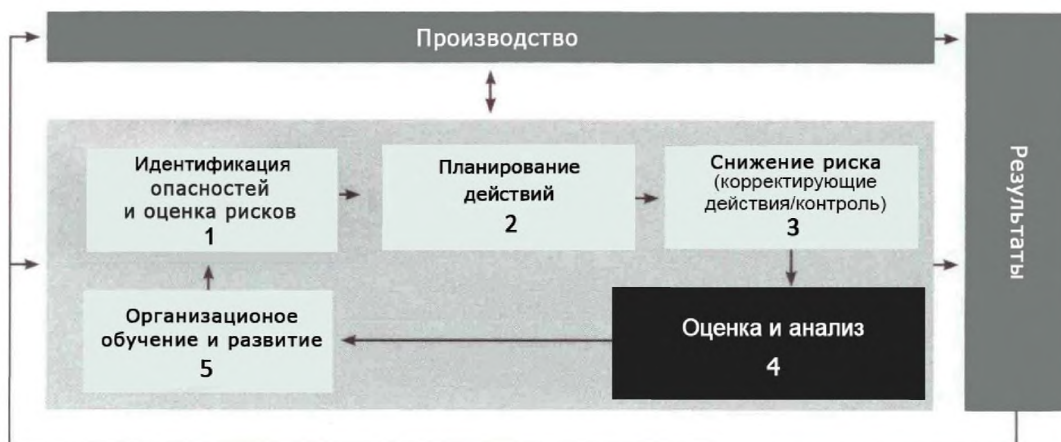 Производство
Идентификация
опасностей
и оценка рисков
1
Планирование
действий
2
Снижение риска
(корректирующие
действия/контроль)
3
Организационое
обучение и развитие
5
Оценка и анализ
4
Результаты